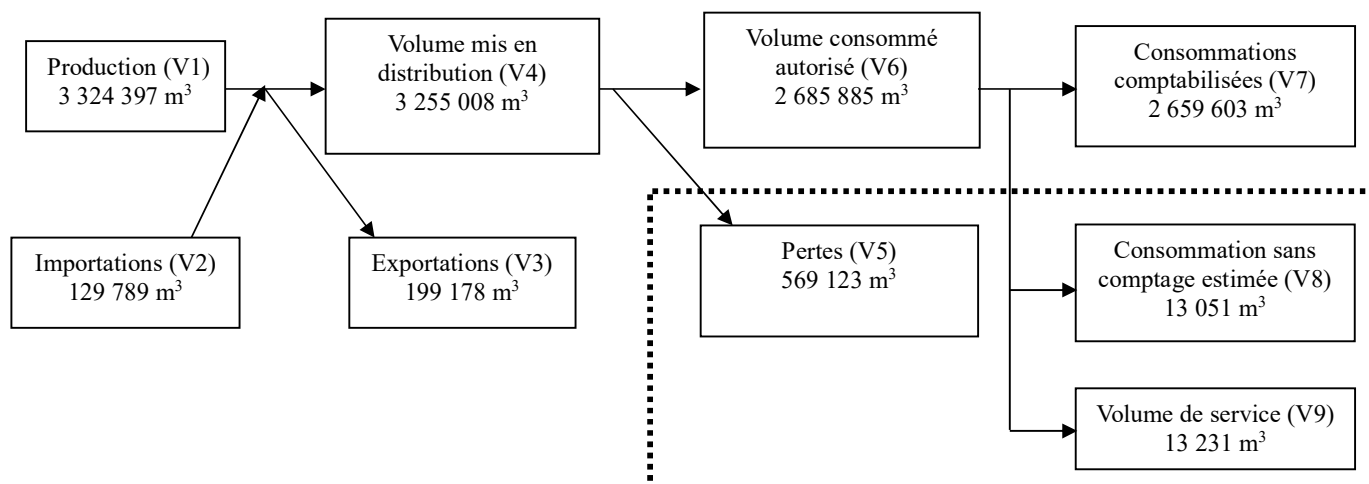 Production (V1)
3 324 397 m³
Volume mis en
distribution (V4)
3 255 008 m³
Volume consommé
autorisé (V6)
2 685 885 m³
Consommations
comptabilisées (V7)
2 659 603 m³
Importations (V2)
129 789 m³
Exportations (V3)
199 178 m³
Pertes (V5)
569 123 m³
Consommation sans
comptage estimée (V8)
13 051 m³
Volume de service (V9)
13 231 m³